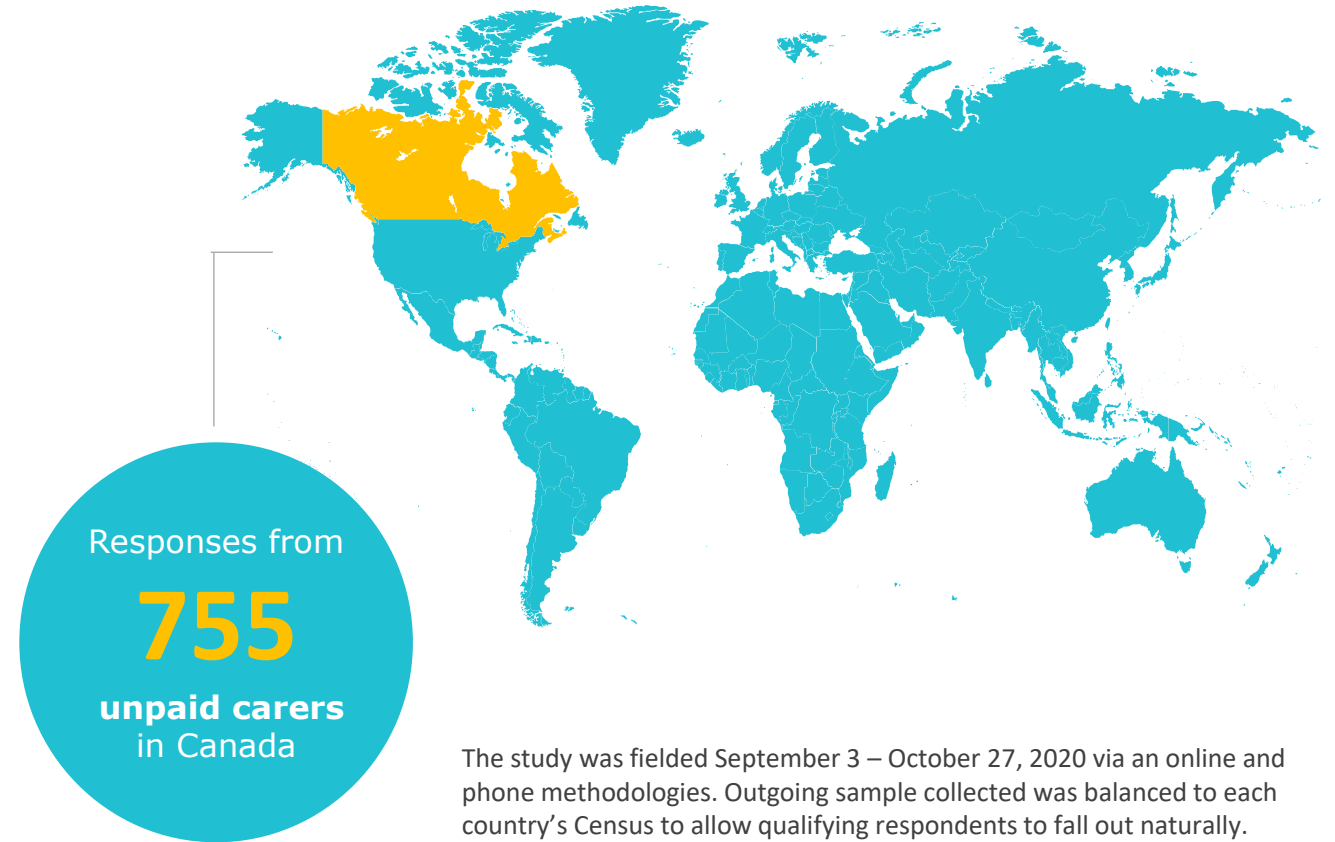 Responses from
755
unpaid carers
in Canada
The study was fielded September 3 – October 27, 2020 via an online and
phone methodologies. Outgoing sample collected was balanced to each
country’s Census to allow qualifying respondents to fall out naturally.